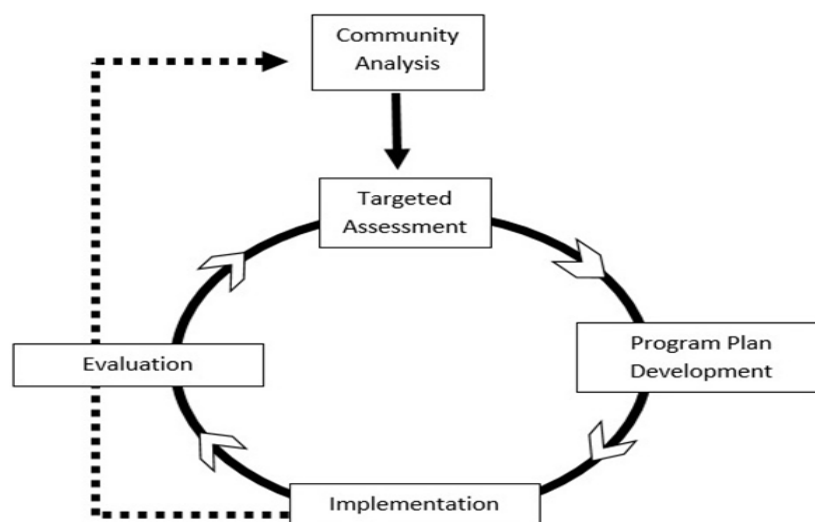 Community
Analysis
Targeted
Assessment
Evaluation
Program Plan
Development
Implementation